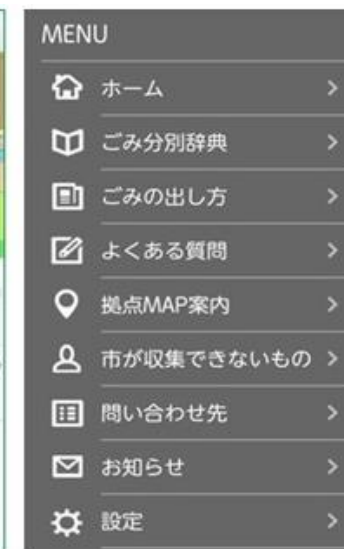 MENU
ホーム
ごみ分別辞典
ごみの出し方
よくある質問
拠点MAP案内
市が収集できないもの
問い合わせ先
お知らせ
設定